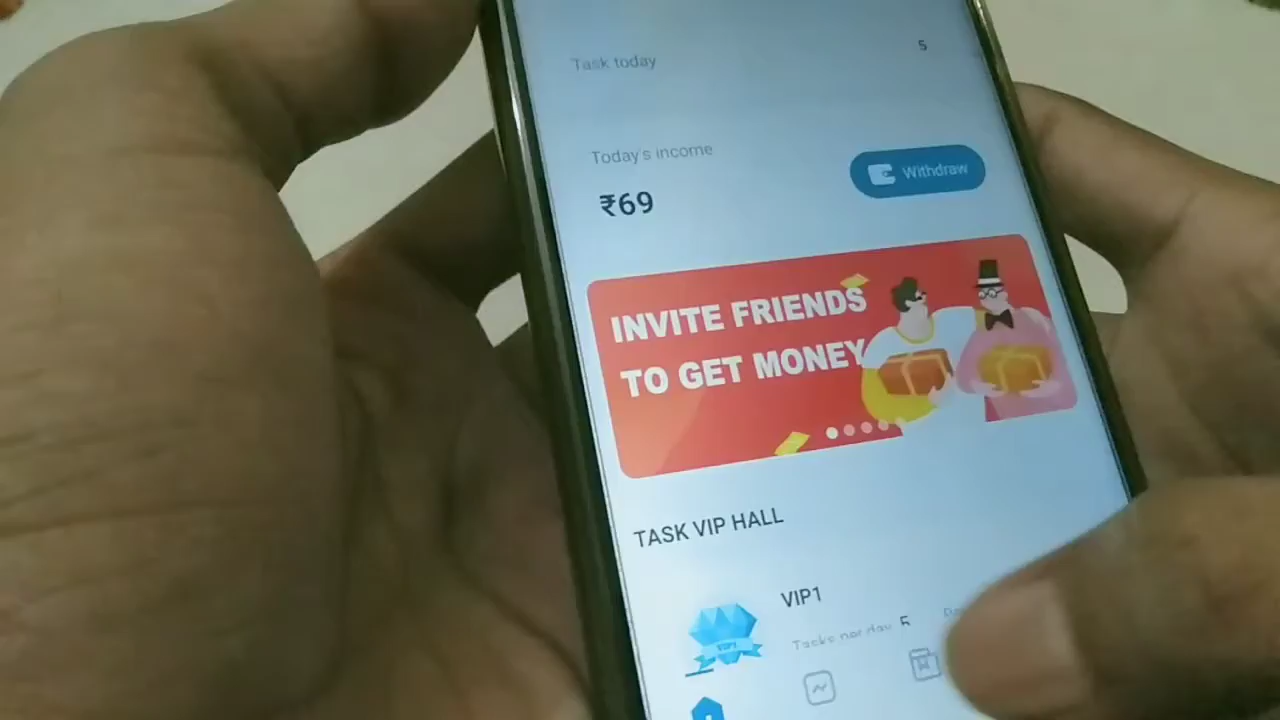 Task today
5
Today's income
₹69
Withdraw
INVITE FRIENDS
TO GET MONEY
TASK VIP HALL
VIP1
Tasks per day 5
VIP1